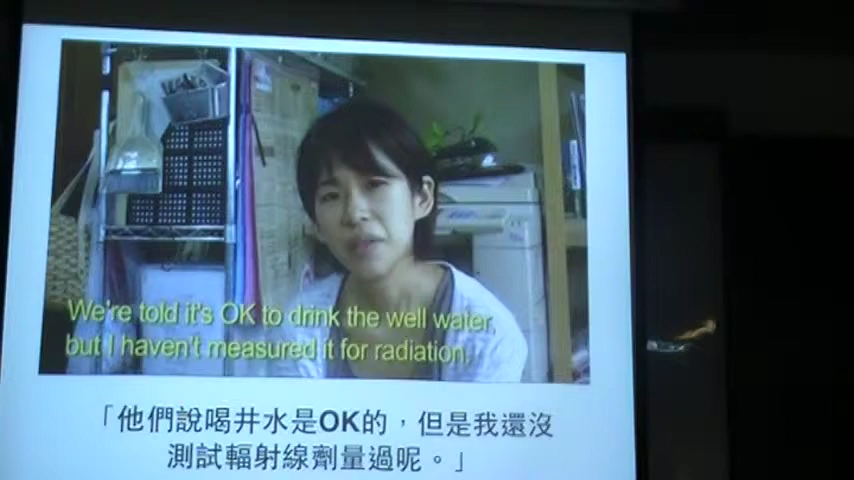 We're told it's OK to drink the well water,
but I haven't measured it for radiation.
「他們說喝井水是OK的，但是我還沒
測試輻射線劑量過呢。」